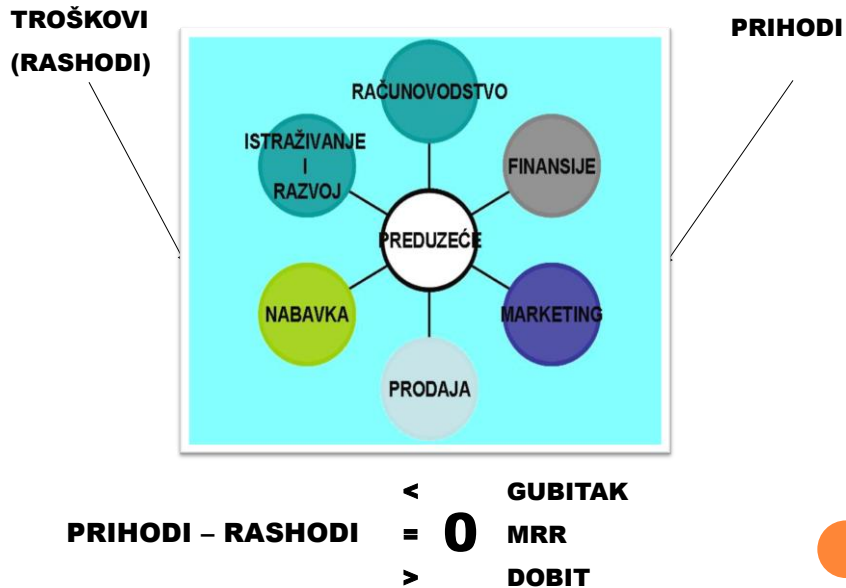 TROŠKOVI
(RASHODI)
PRIHODI
RAČUNOVODSTVO
ISTRAŽIVANJE
I
RAZVOJ
FINANSIJE
PREDUZEĆE
NABAVKA
MARKETING
PRODAJA
< GUBITAK
PRIHODI – RASHODI = 0 MRR
> DOBIT